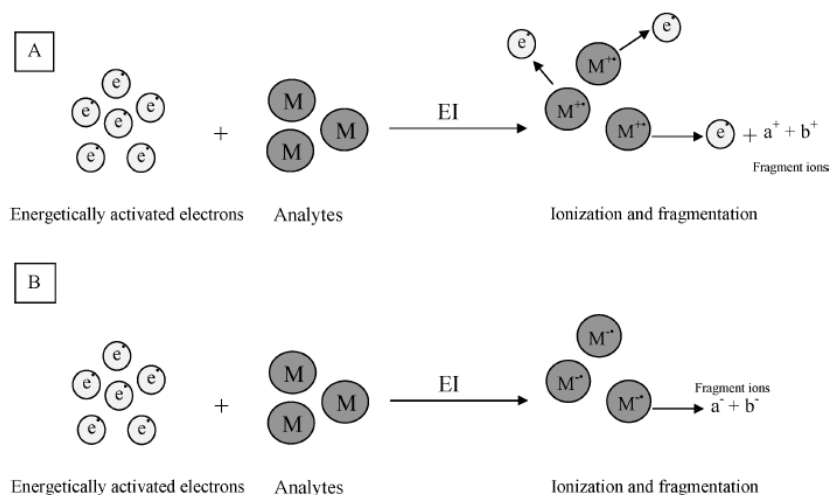 A
e• e• e• e• e• e•
+
M M M
EI
e• e•
M+• M+• M+•
e• + a+ + b+
Fragment ions
Energetically activated electrons
Analytes
Ionization and fragmentation
B
e• e• e• e• e• e•
+
M M M
EI
M-• M-• M-•
Fragment ions
a- + b-
Energetically activated electrons
Analytes
Ionization and fragmentation